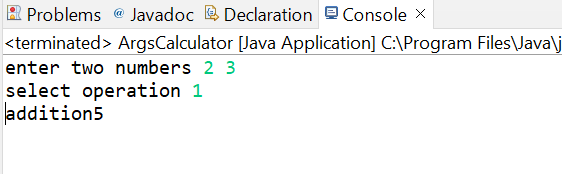 Problems @ Javadoc Declaration Console ×
<terminated> ArgsCalculator [Java Application] C:\Program Files\Java\j
enter two numbers 2 3
select operation 1
addition5